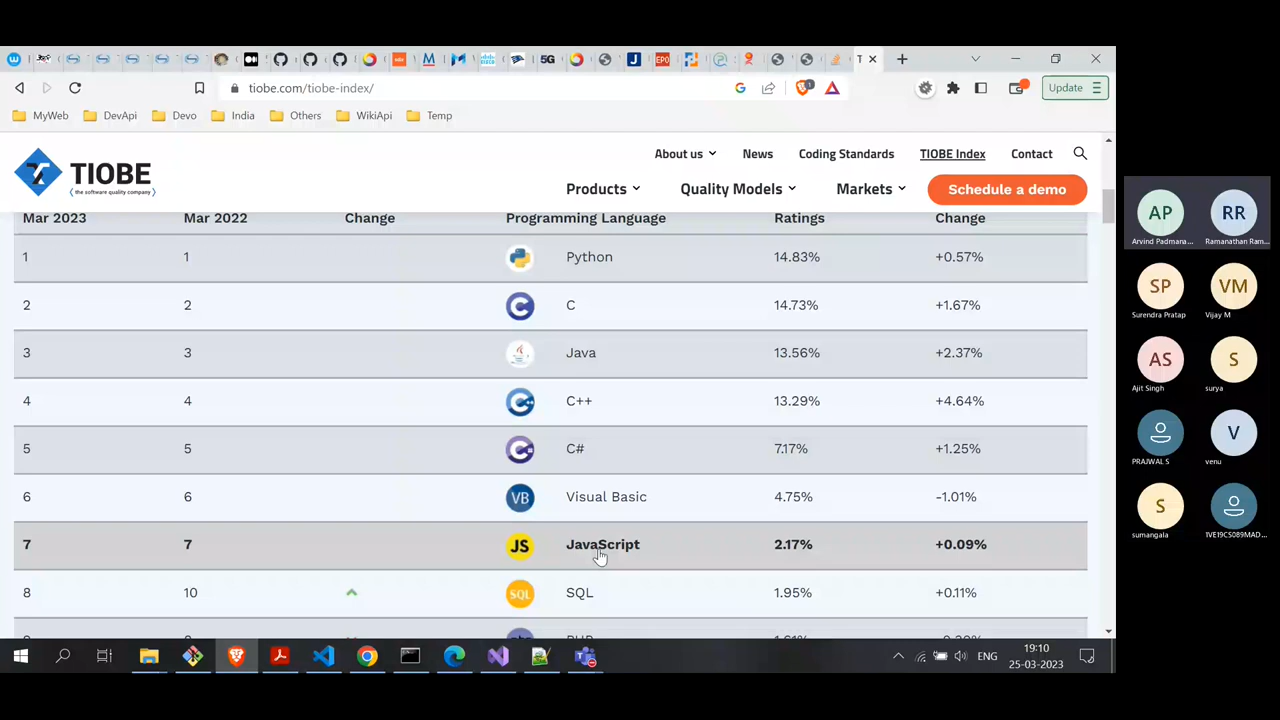 T
tiobe.com/tiobe-index/
Update
MyWeb DevApi Devo India Others WikiApi Temp
TIOBE
(the software quality company)
About us News Coding Standards TIOBE Index Contact
Products Quality Models Markets Schedule a demo
Mar 2023 Mar 2022 Change Programming Language Ratings Change
1 1 Python 14.83% +0.57%
2 2 C 14.73% +1.67%
3 3 Java 13.56% +2.37%
4 4 C++ 13.29% +4.64%
5 5 C# 7.17% +1.25%
6 6 VB Visual Basic 4.75% -1.01%
7 7 JS JavaScript 2.17% +0.09%
8 10 SQL SQL 1.95% +0.11%
ENG
19:10
25-03-2023
AP RR
Arvind Padmana... Ramanathan Ram...
SP VM
Surendra Pratap Vijay M
AS S
Ajit Singh surya
V
PRAJWAL S venu
S
sumangala 1VE19CS089MAD...